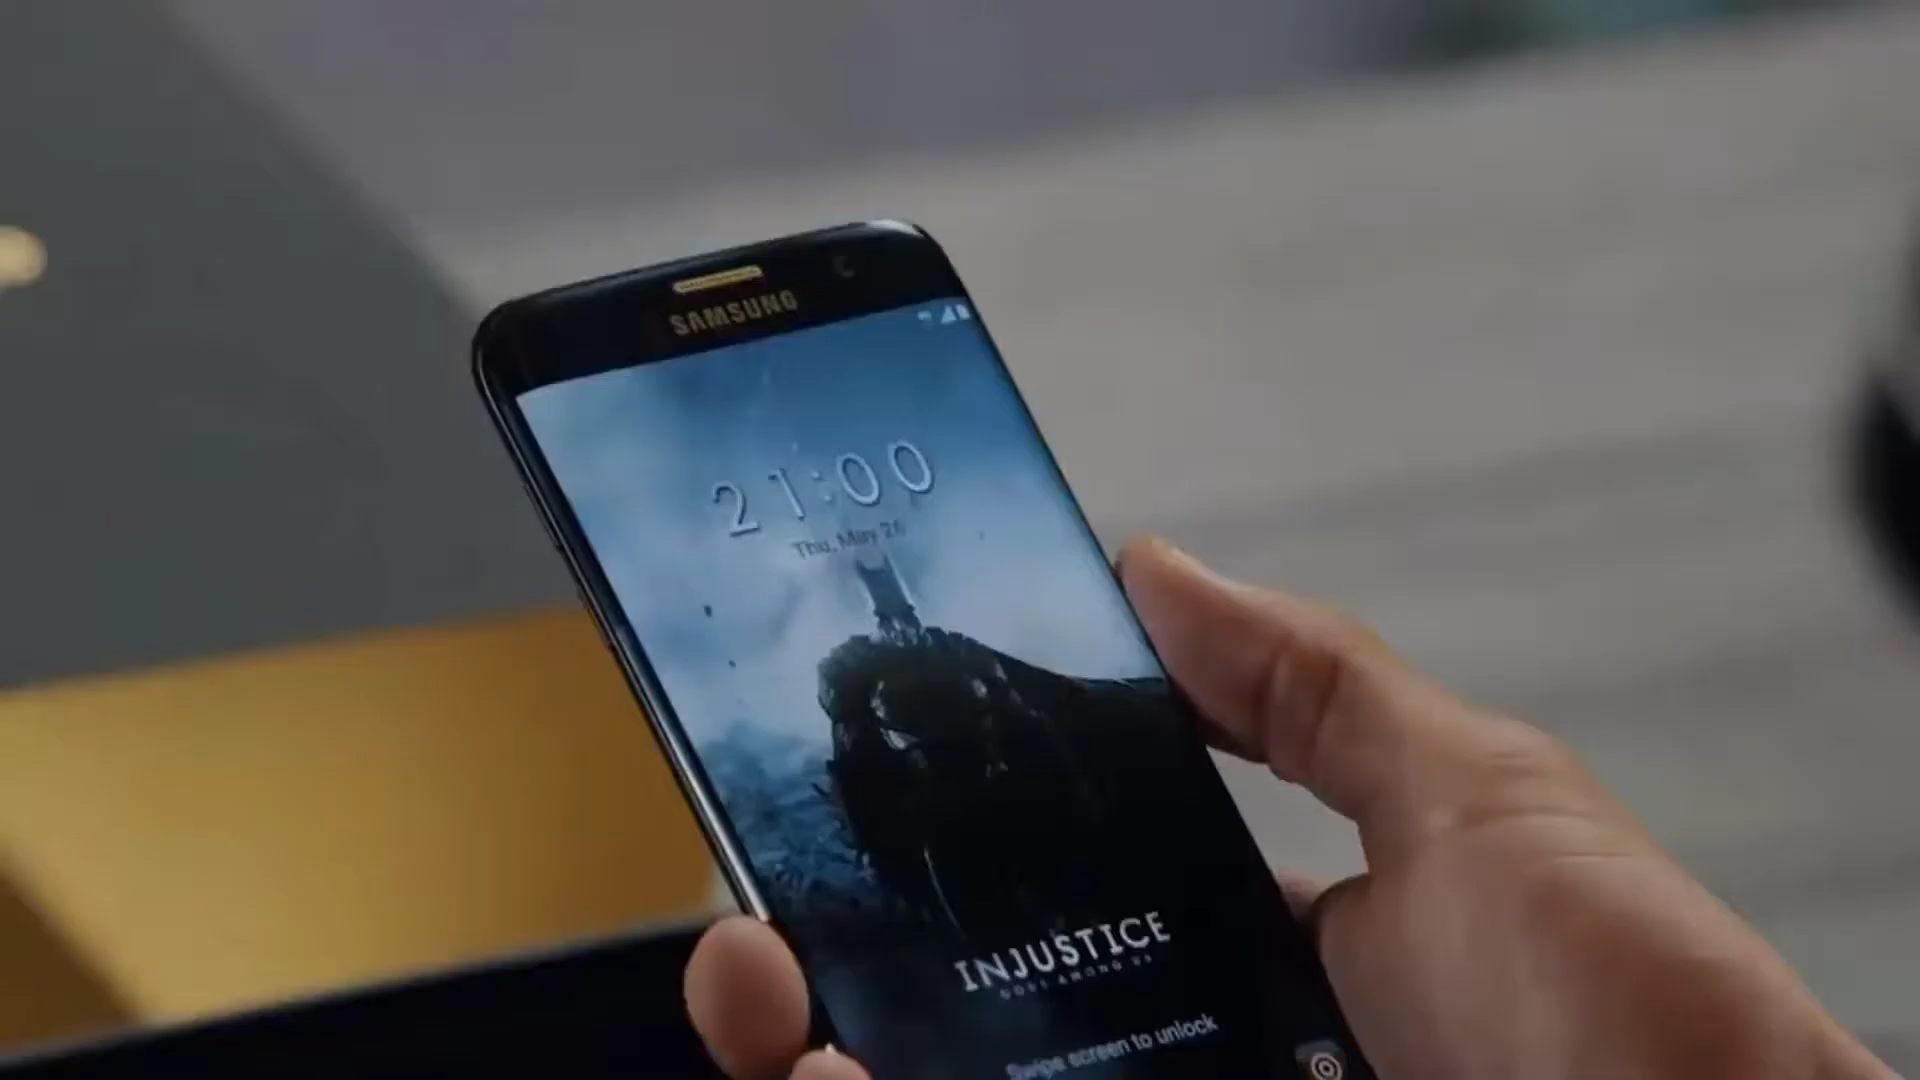 SAMSUNG
21:00
Thu, May 26
INJUSTICE
GODS AMONG US
Swipe screen to unlock